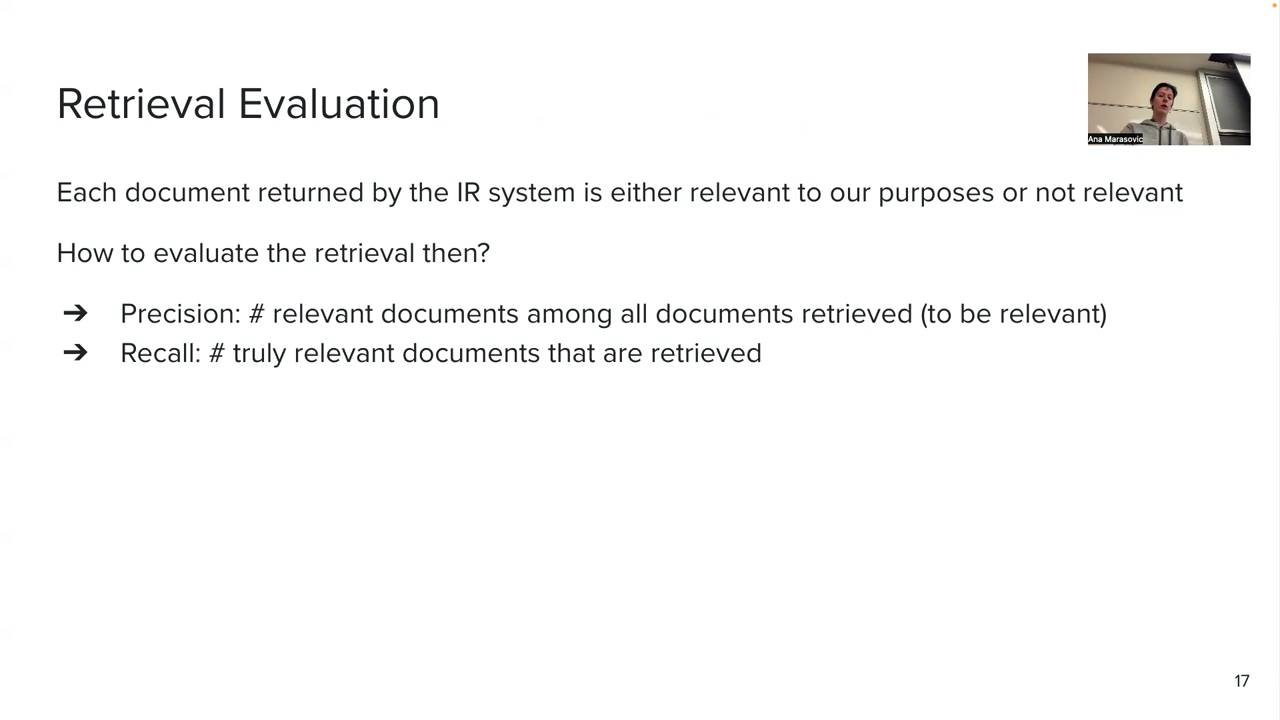 Retrieval Evaluation
Ana Marasovic
Each document returned by the IR system is either relevant to our purposes or not relevant
How to evaluate the retrieval then?
➔ Precision: # relevant documents among all documents retrieved (to be relevant)
➔ Recall: # truly relevant documents that are retrieved
17